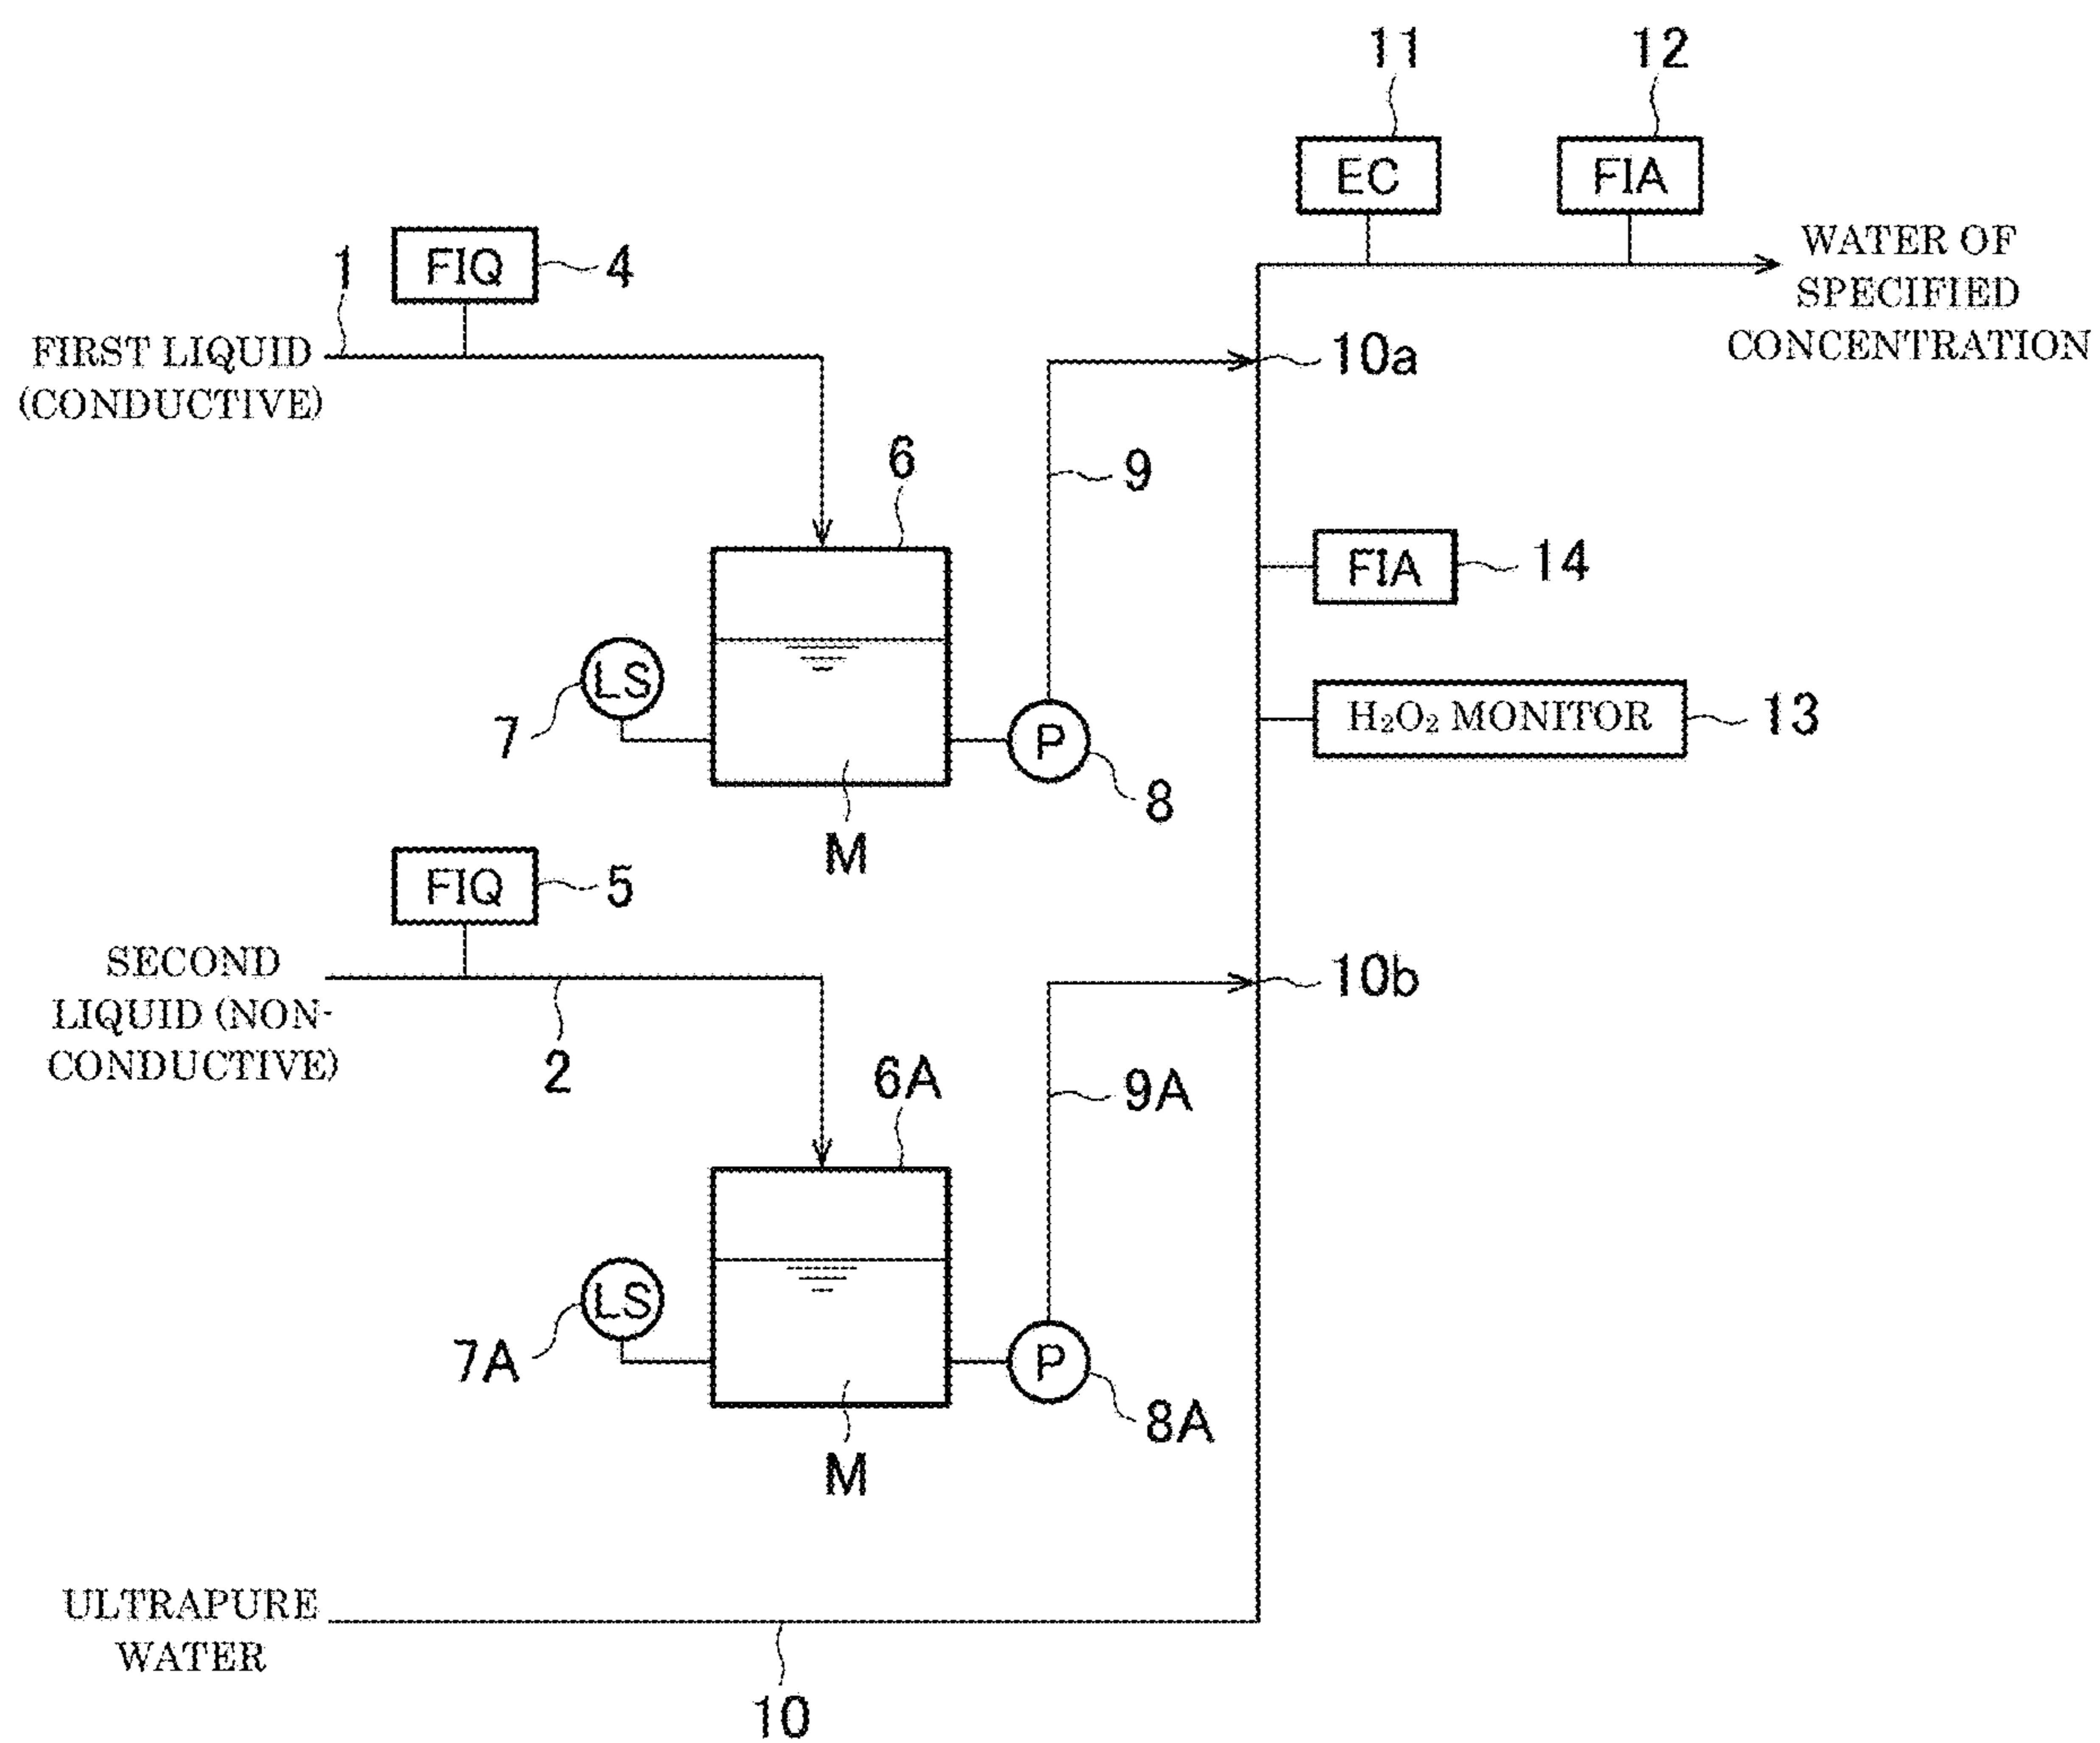 11
12
EC
FIA
WATER OF
SPECIFIED
CONCENTRATION
1
FIQ
4
FIRST LIQUID
(CONDUCTIVE)
10a
6
9
FIA
14
LS
7
P
8
H₂O₂ MONITOR
13
M
FIQ
5
SECOND
LIQUID (NON-
CONDUCTIVE)
2
10b
6A
9A
LS
7A
P
8A
M
ULTRAPURE
WATER
10